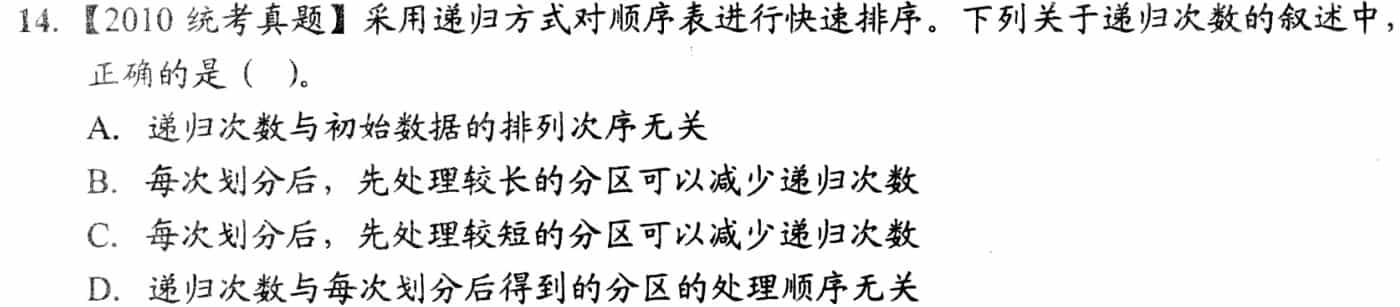 14.【2010 统考真题】采用递归方式对顺序表进行快速排序。下列关于递归次数的叙述中，
正确的是（ ）。
A. 递归次数与初始数据的排列次序无关
B. 每次划分后，先处理较长的分区可以减少递归次数
C. 每次划分后，先处理较短的分区可以减少递归次数
D. 递归次数与每次划分后得到的分区的处理顺序无关